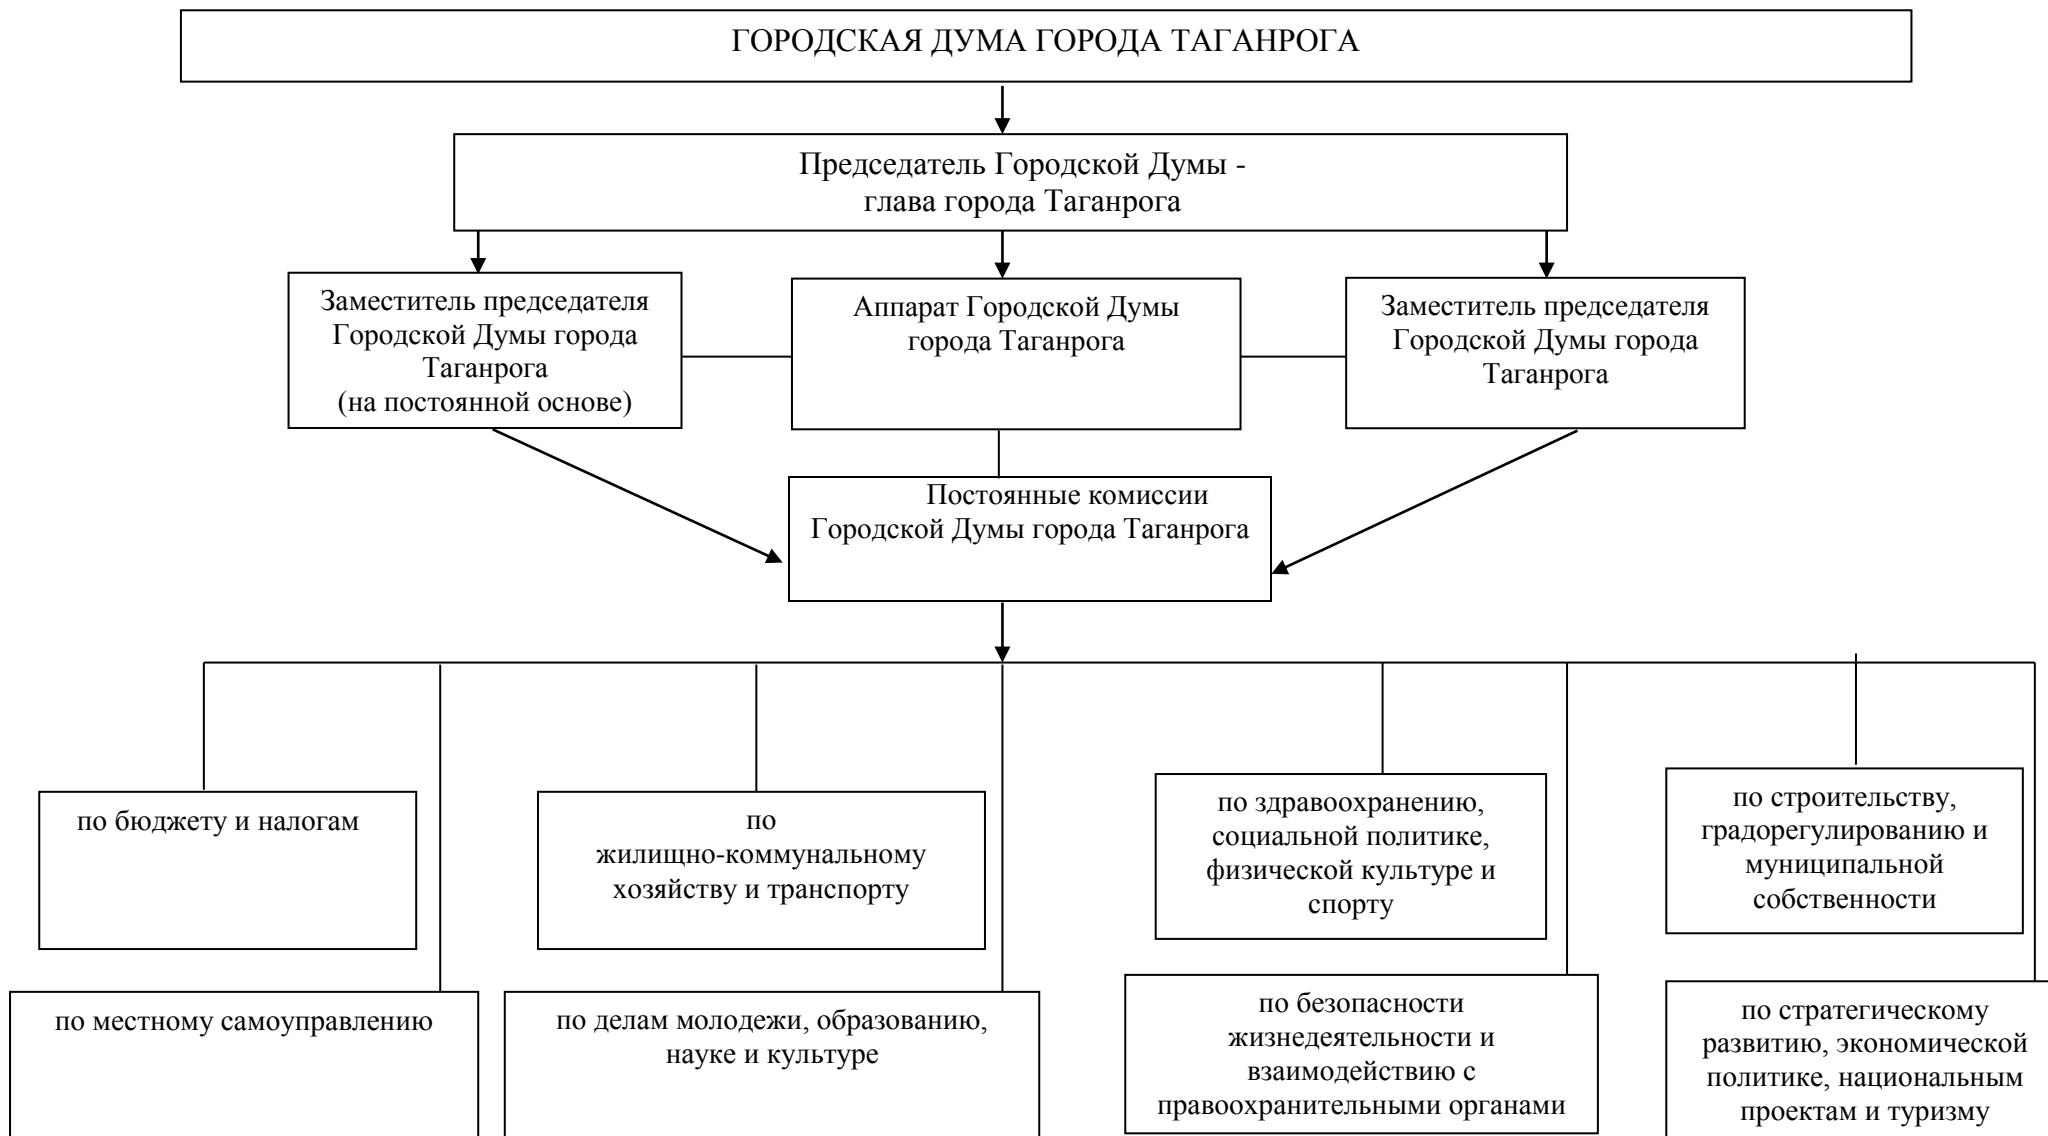 ГОРОДСКАЯ ДУМА ГОРОДА ТАГАНРОГА
Председатель Городской Думы -
глава города Таганрога
Заместитель председателя
Городской Думы города
Таганрога
(на постоянной основе)
Аппарат Городской Думы
города Таганрога
Заместитель председателя
Городской Думы города
Таганрога
Постоянные комиссии
Городской Думы города Таганрога
по бюджету и налогам
по
жилищно-коммунальному
хозяйству и транспорту
по здравоохранению,
социальной политике,
физической культуре и
спорту
по строительству,
градорегулированию и
муниципальной
собственности
по местному самоуправлению
по делам молодежи, образованию,
науке и культуре
по безопасности
жизнедеятельности и
взаимодействию с
правоохранительными органами
по стратегическому
развитию, экономической
политике, национальным
проектам и туризму